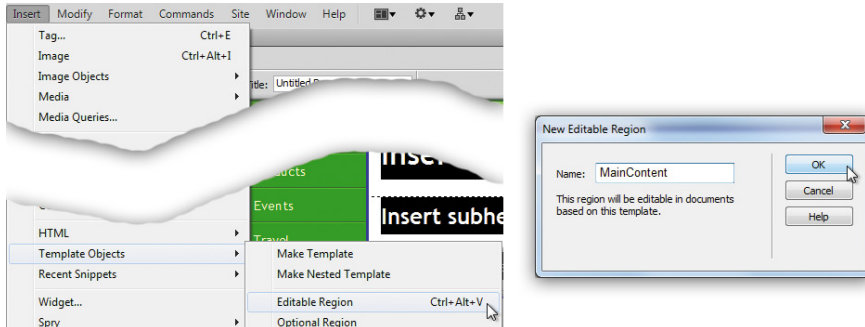 Insert Modify Format Commands Site Window Help
Tag... Ctrl+E
Image Ctrl+Alt+I
Image Objects
Media
Media Queries...
Title: Untitled
Events
Insert subhe
HTML
Template Objects
Recent Snippets
Widget...
Spry
Make Template
Make Nested Template
Editable Region Ctrl+Alt+V
Optional Region
New Editable Region
Name: MainContent
This region will be editable in documents
based on this template.
OK
Cancel
Help